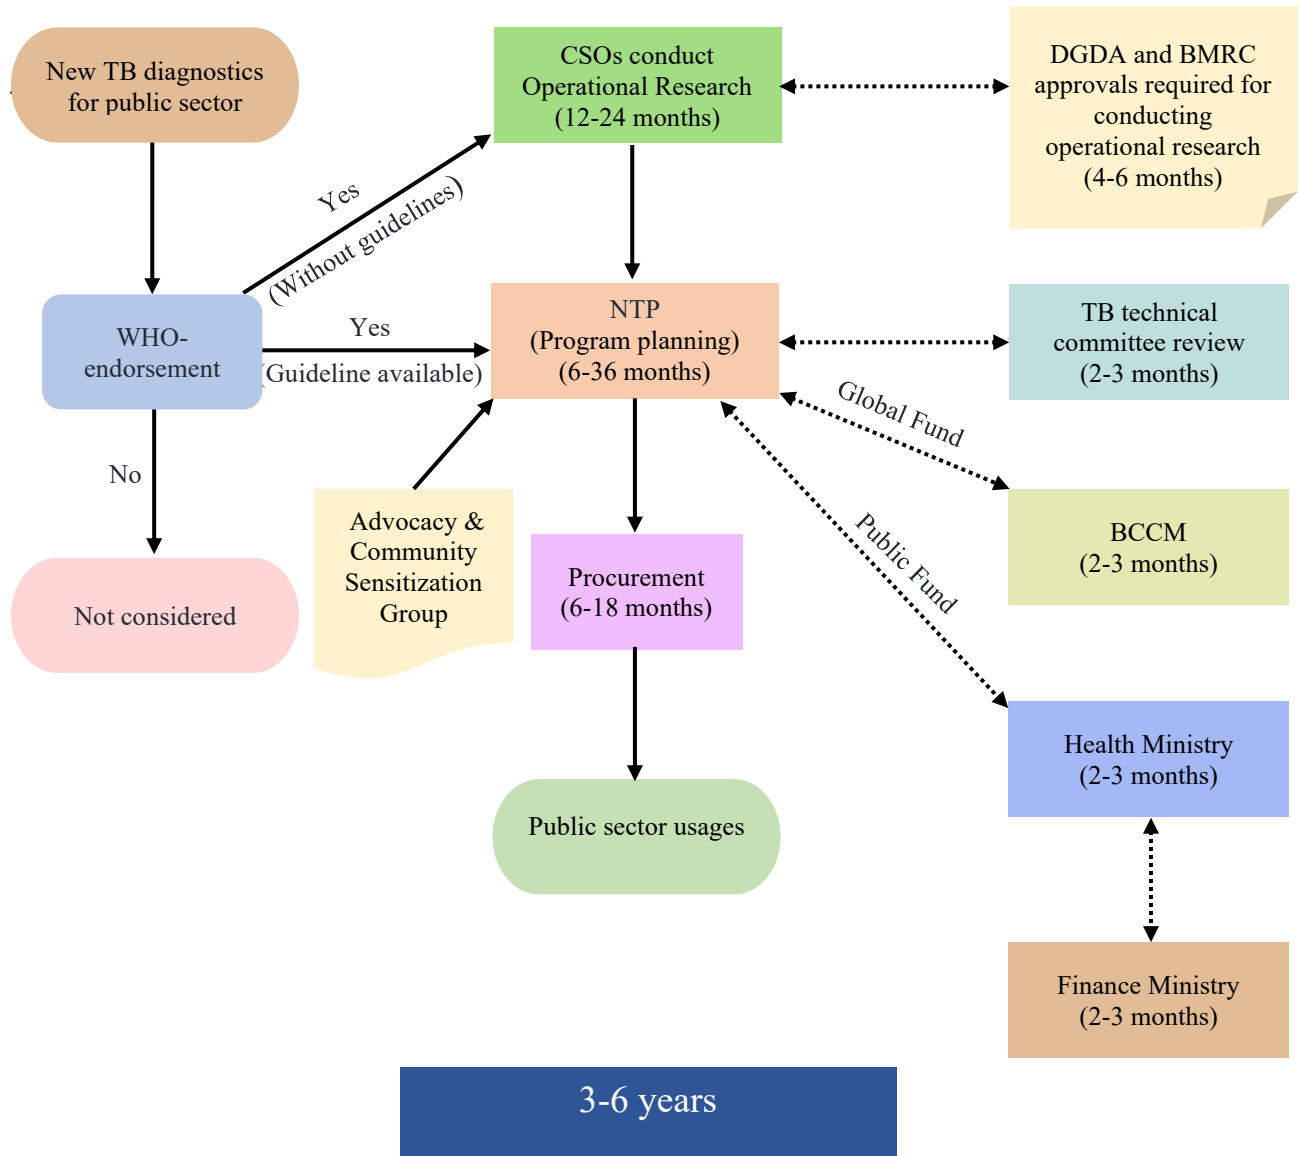 New TB diagnostics
for public sector
CSOs conduct
Operational Research
(12-24 months)
DGDA and BMRC
approvals required for
conducting
operational research
(4-6 months)
Yes
(Without guidelines)
WHO-
endorsement
Yes
(Guideline available)
NTP
(Program planning)
(6-36 months)
TB technical
committee review
(2-3 months)
Global Fund
No
Advocacy &
Community
Sensitization
Group
Public Fund
BCCM
(2-3 months)
Not considered
Procurement
(6-18 months)
Health Ministry
(2-3 months)
Public sector usages
Finance Ministry
(2-3 months)
3-6 years